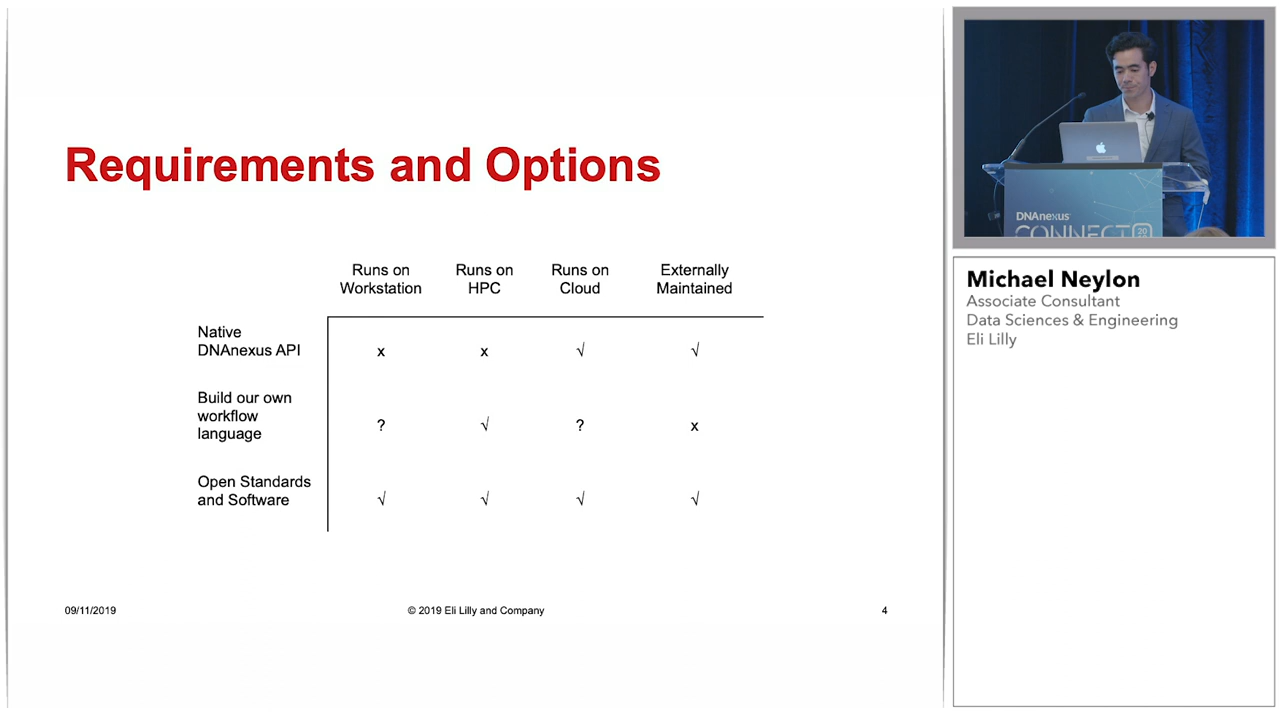 Requirements and Options
Runs on
Workstation
Runs on
HPC
Runs on
Cloud
Externally
Maintained
Native
DNAnexus API
x
x
√
√
Build our own
workflow
language
?
√
?
x
Open Standards
and Software
√
√
√
√
09/11/2019
© 2019 Eli Lilly and Company
4
DNAnexus
CONNECT 20
Michael Neylon
Associate Consultant
Data Sciences & Engineering
Eli Lilly